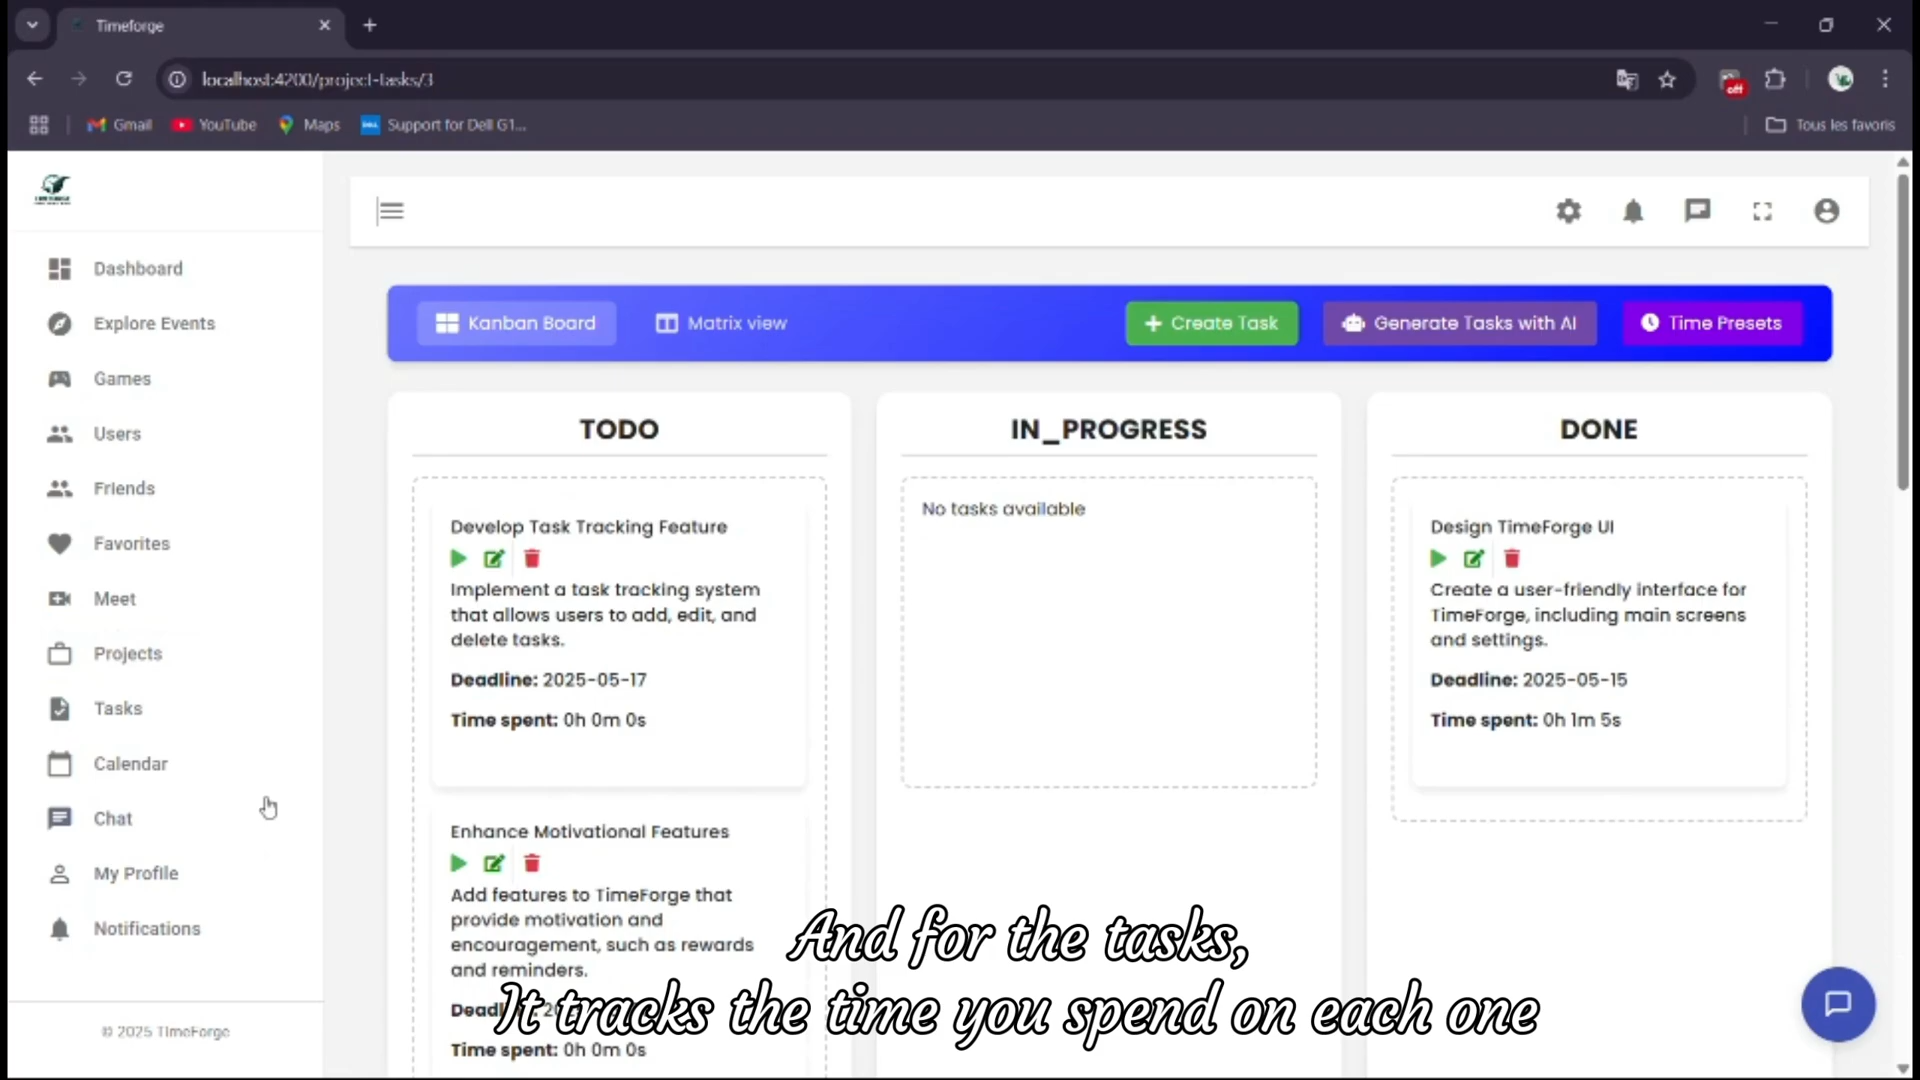 Timeforge
localhost:4200/project-tasks/3
off
Gmail
YouTube
Maps
Support for Dell G1...
Tous les favoris
Dashboard
Explore Events
Games
Users
Friends
Favorites
Meet
Projects
Tasks
Calendar
Chat
My Profile
Notifications
© 2025 TimeForge
Kanban Board
Matrix view
Create Task
Generate Tasks with AI
Time Presets
TODO
Develop Task Tracking Feature
Implement a task tracking system
that allows users to add, edit, and
delete tasks.
Deadline: 2025-05-17
Time spent: 0h 0m 0s
Enhance Motivational Features
Add features to TimeForge that
provide motivation and
encouragement, such as rewards
and reminders.
Time spent: 0h 0m 0s
IN_PROGRESS
No tasks available
DONE
Design TimeForge UI
Create a user-friendly interface for
TimeForge, including main screens
and settings.
Deadline: 2025-05-15
Time spent: 0h 1m 5s
And for the tasks,
It tracks the time you spend on each one